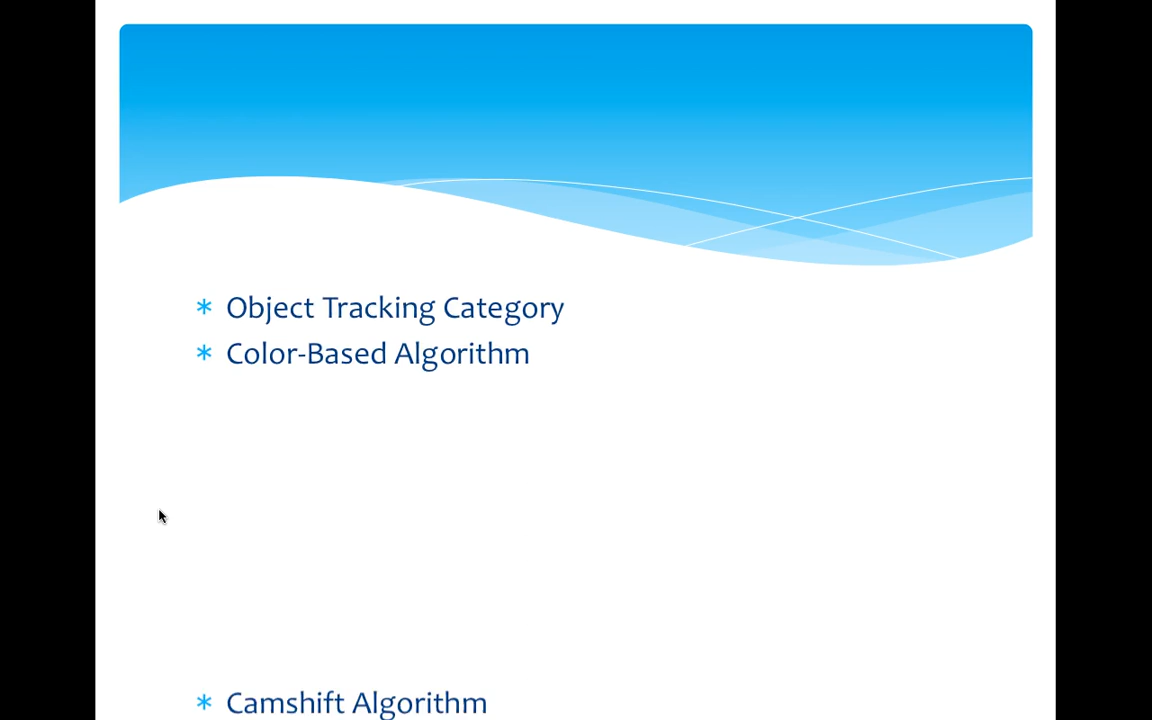 * Object Tracking Category
* Color-Based Algorithm
* Camshift Algorithm